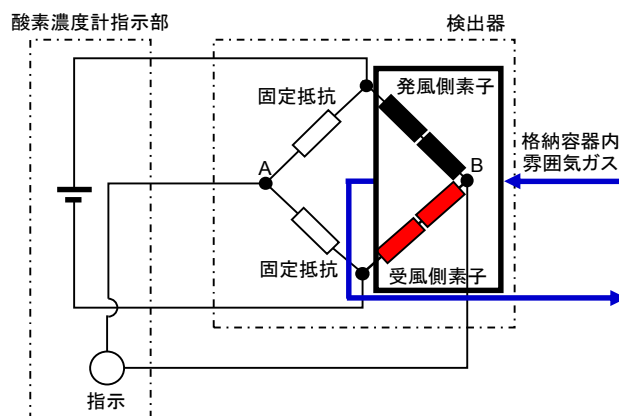 酸素濃度計指示部
検出器
固定抵抗
発風側素子
格納容器内
雰囲気ガス
A
B
固定抵抗
受風側素子
指示